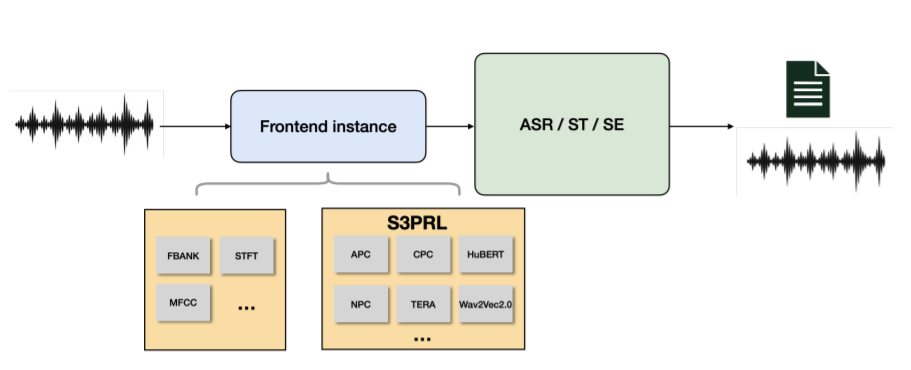 Frontend instance
ASR / ST / SE
FBANK STFT
MFCC ...
S3PRL
APC CPC HuBERT
NPC TERA Wav2Vec2.0
...